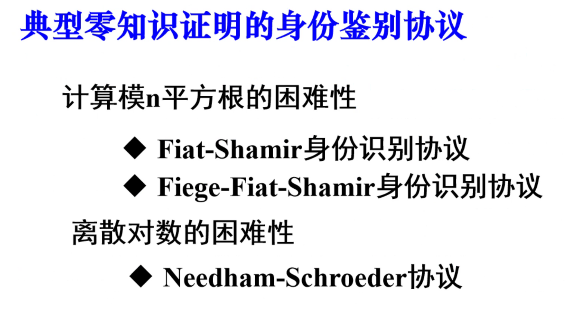 典型零知识证明的身份鉴别协议
计算模n平方根的困难性
◆ Fiat-Shamir身份识别协议
◆ Fiege-Fiat-Shamir身份识别协议
离散对数的困难性
◆ Needham-Schroeder协议